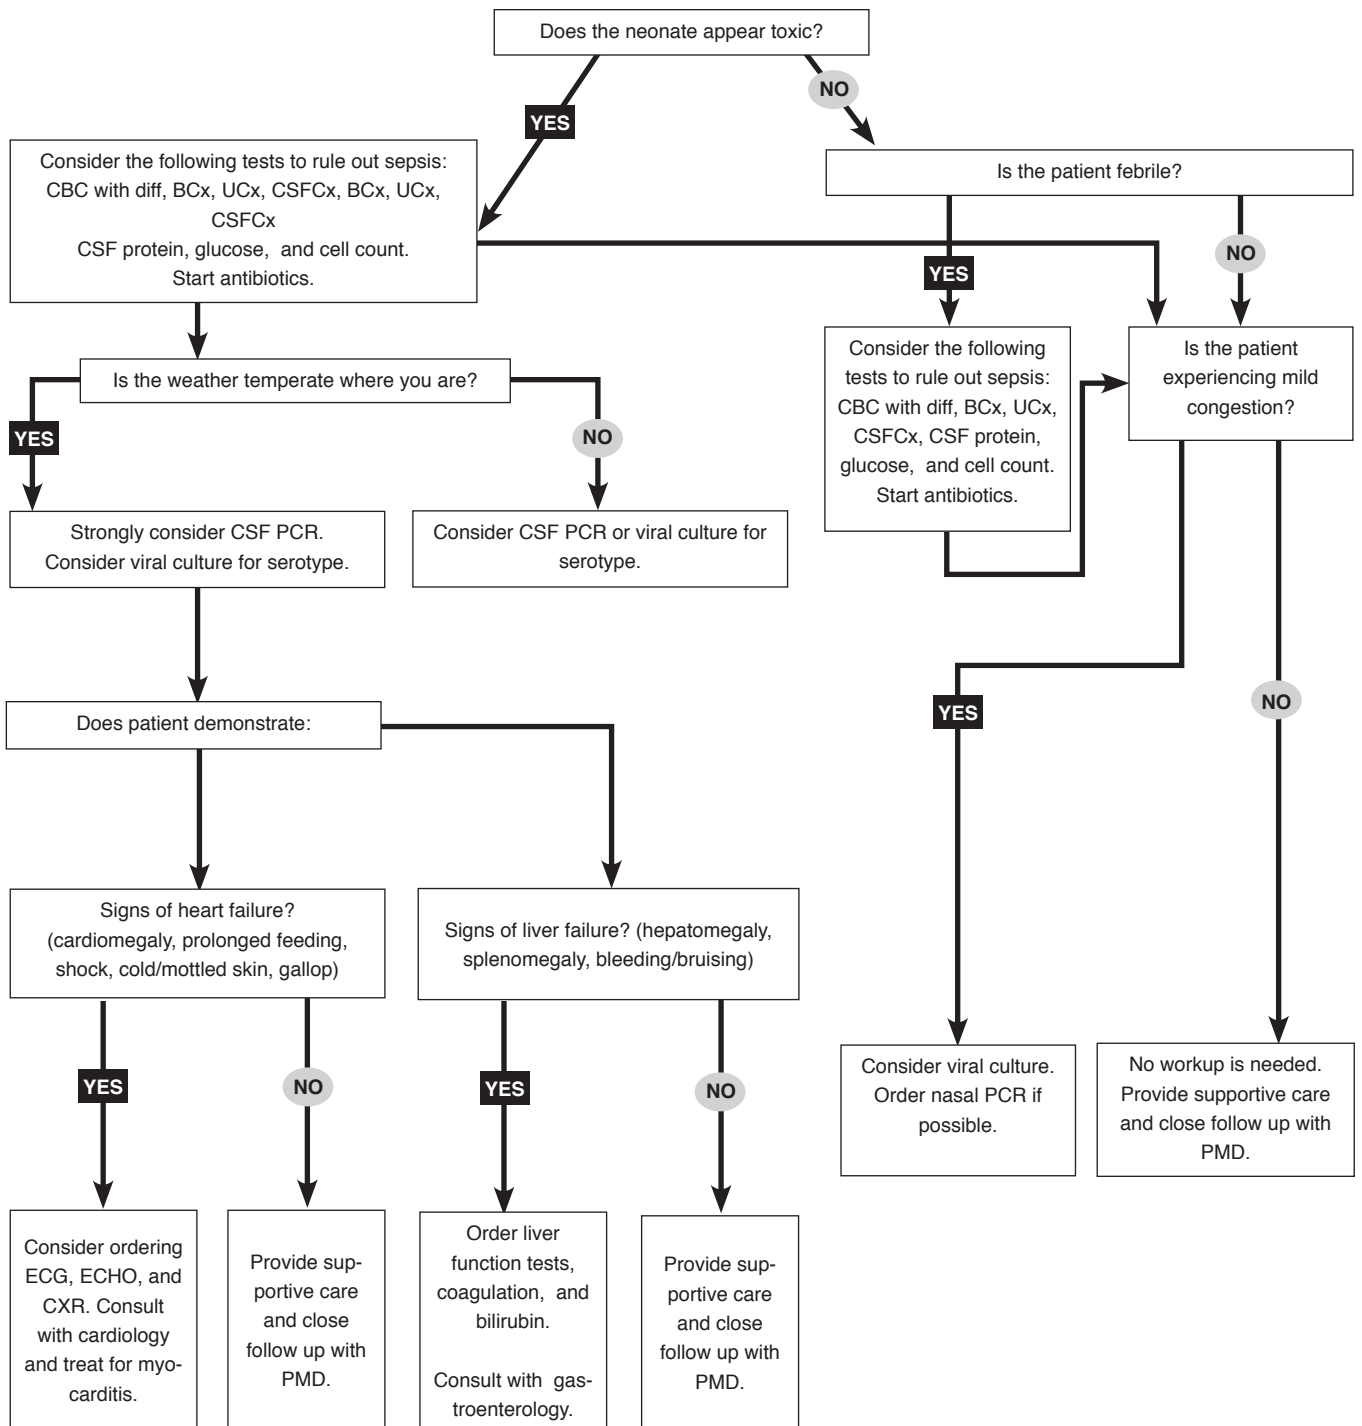 Does the neonate appear toxic?
YES
NO
Consider the following tests to rule out sepsis:
CBC with diff, BCx, UCx, CSFCx, BCx, UCx,
CSFCx
CSF protein, glucose, and cell count.
Start antibiotics.
Is the patient febrile?
YES
NO
Is the weather temperate where you are?
YES
NO
Consider the following
tests to rule out sepsis:
CBC with diff, BCx, UCx,
CSFCx, CSF protein,
glucose, and cell count.
Start antibiotics.
Is the patient
experiencing mild
congestion?
Strongly consider CSF PCR.
Consider viral culture for serotype.
Consider CSF PCR or viral culture for
serotype.
YES
NO
Does patient demonstrate:
Signs of heart failure?
(cardiomegaly, prolonged feeding,
shock, cold/mottled skin, gallop)
Signs of liver failure? (hepatomegaly,
splenomegaly, bleeding/bruising)
YES
NO
YES
NO
Consider viral culture.
Order nasal PCR if
possible.
No workup is needed.
Provide supportive care
and close follow up with
PMD.
Consider ordering
ECG, ECHO, and
CXR. Consult
with cardiology
and treat for myo-
carditis.
Provide sup-
portive care
and close
follow up with
PMD.
Order liver
function tests,
coagulation, and
bilirubin.
Consult with gas-
troenterology.
Provide sup-
portive care
and close
follow up with
PMD.